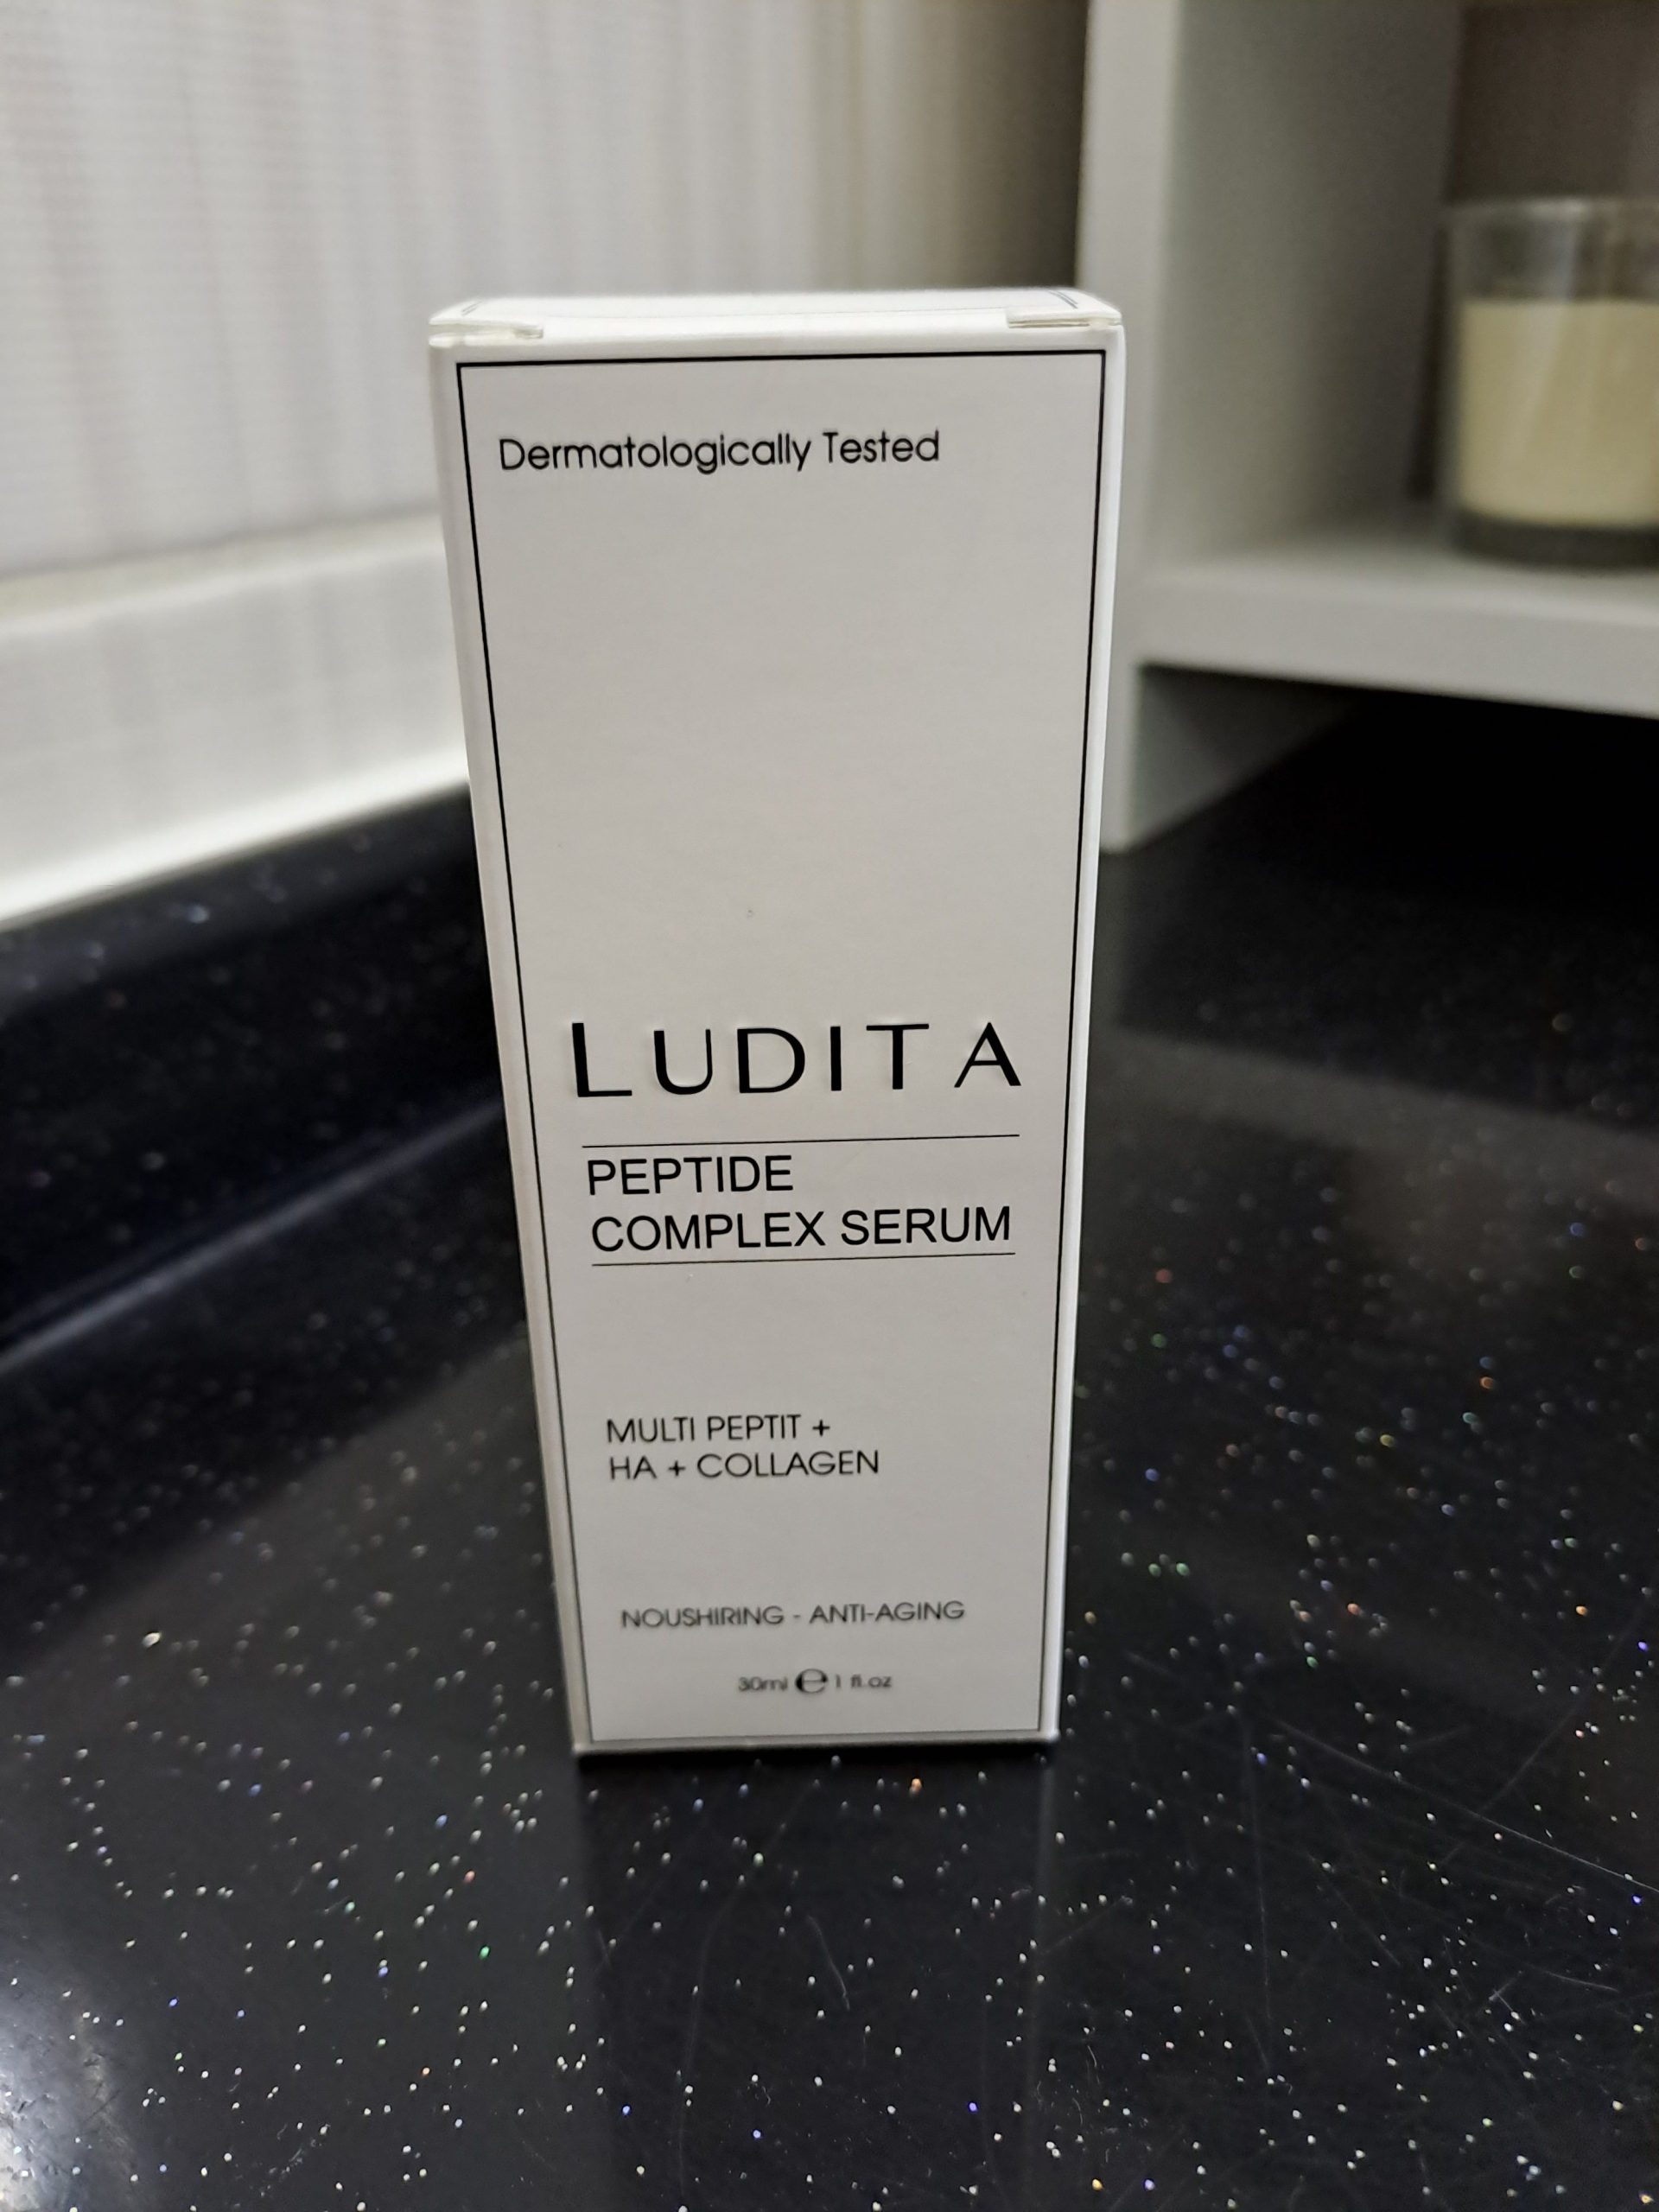 Dermatologically Tested
LUDITA
PEPTIDE
COMPLEX SERUM
MULTI PEPTIT +
HA + COLLAGEN
NOUSHIRING - ANTI-AGING
30ml ℮ 1 fl.oz